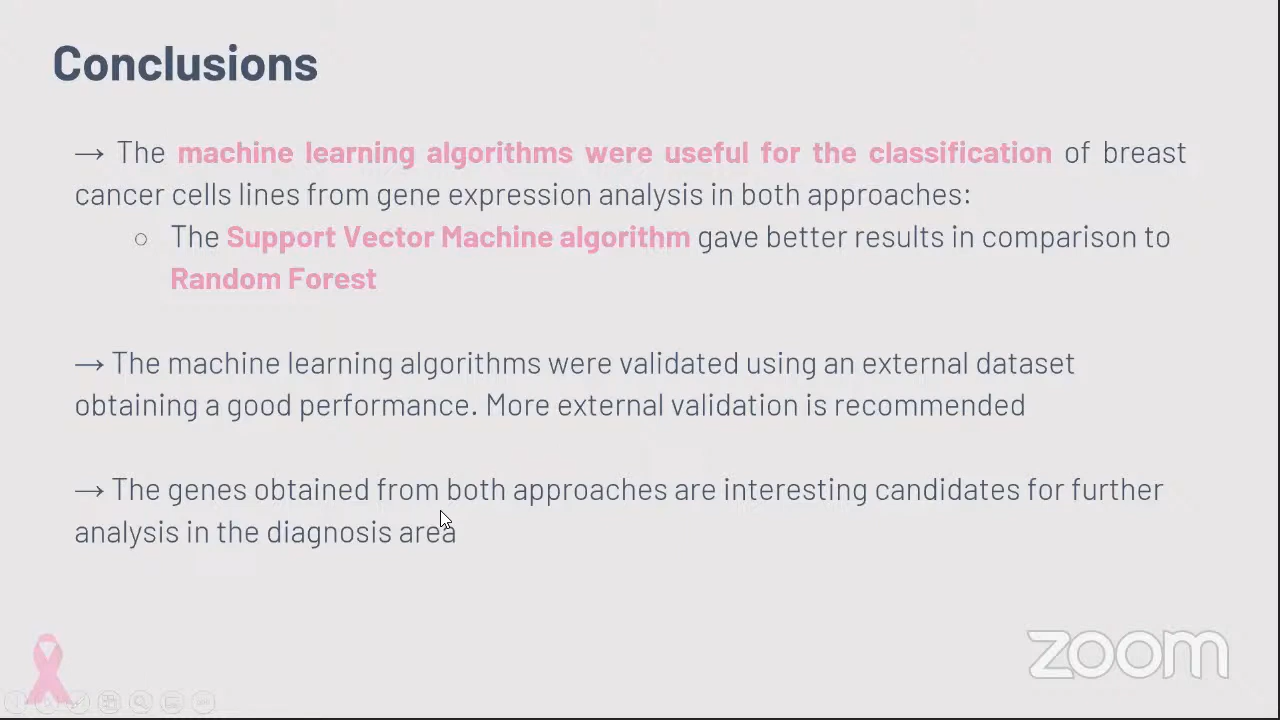 Conclusions
→ The machine learning algorithms were useful for the classification of breast
cancer cells lines from gene expression analysis in both approaches:
○ The Support Vector Machine algorithm gave better results in comparison to
Random Forest
→ The machine learning algorithms were validated using an external dataset
obtaining a good performance. More external validation is recommended
→ The genes obtained from both approaches are interesting candidates for further
analysis in the diagnosis area
zoom